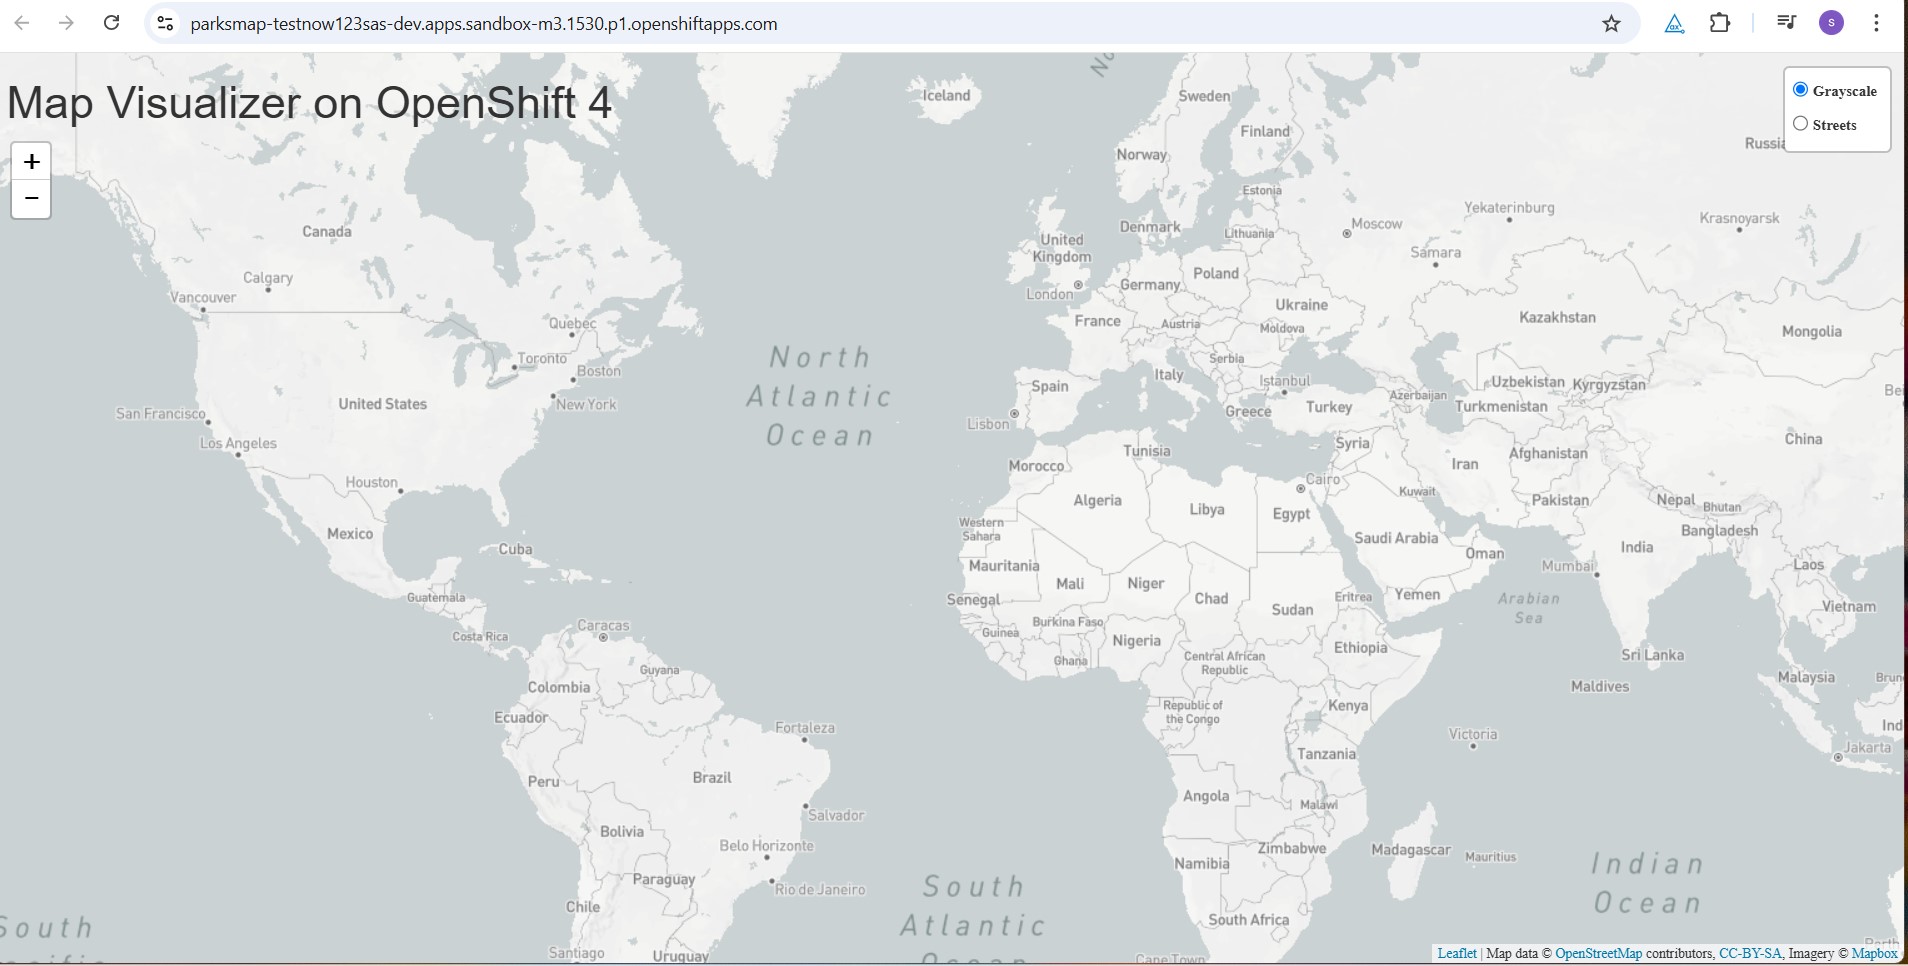 parksmap-testnow123sas-dev.apps.sandbox-m3.1530.p1.openshiftapps.com
S
Map Visualizer on OpenShift 4
+
−
Grayscale
Streets
Iceland
Sweden
Finland
Norway
Russia
Estonia
Denmark
Lithuania
Moscow
Yekaterinburg
Krasnoyarsk
Samara
Canada
Calgary
Vancouver
United
Kingdom
London
Germany
Poland
Ukraine
Kazakhstan
Mongolia
France
Austria
Moldova
Serbia
Quebec
Toronto
Boston
New York
United States
San Francisco
Los Angeles
Houston
North
Atlantic
Ocean
Spain
Italy
Istanbul
Lisbon
Greece
Turkey
Azerbaijan
Uzbekistan
Kyrgyzstan
Turkmenistan
Bei
China
Tunisia
Syria
Iran
Afghanistan
Morocco
Algeria
Libya
Cairo
Egypt
Kuwait
Pakistan
Nepal
Bhutan
Bangladesh
Western
Sahara
Saudi Arabia
Oman
India
Mexico
Cuba
Mauritania
Mali
Niger
Chad
Mumbai
Laos
Guatemala
Senegal
Sudan
Eritrea
Yemen
Arabian
Sea
Vietnam
Costa Rica
Caracas
Guinea
Burkina Faso
Nigeria
Ethiopia
Ghana
Central African
Republic
Sri Lanka
Guyana
Colombia
Maldives
Malaysia
Brun
Ecuador
Republic of
the Congo
Kenya
Ind
Fortaleza
Victoria
Jakarta
Tanzania
Peru
Brazil
Angola
Malawi
Salvador
Bolivia
Belo Horizonte
Zimbabwe
Madagascar
Mauritius
Namibia
Indian
Ocean
Paraguay
Rio de Janeiro
South
Atlantic
Ocean
Chile
South Africa
South
Santiago
Uruguay
Cape Town
Perth
Leaflet | Map data © OpenStreetMap contributors, CC-BY-SA, Imagery © Mapbox